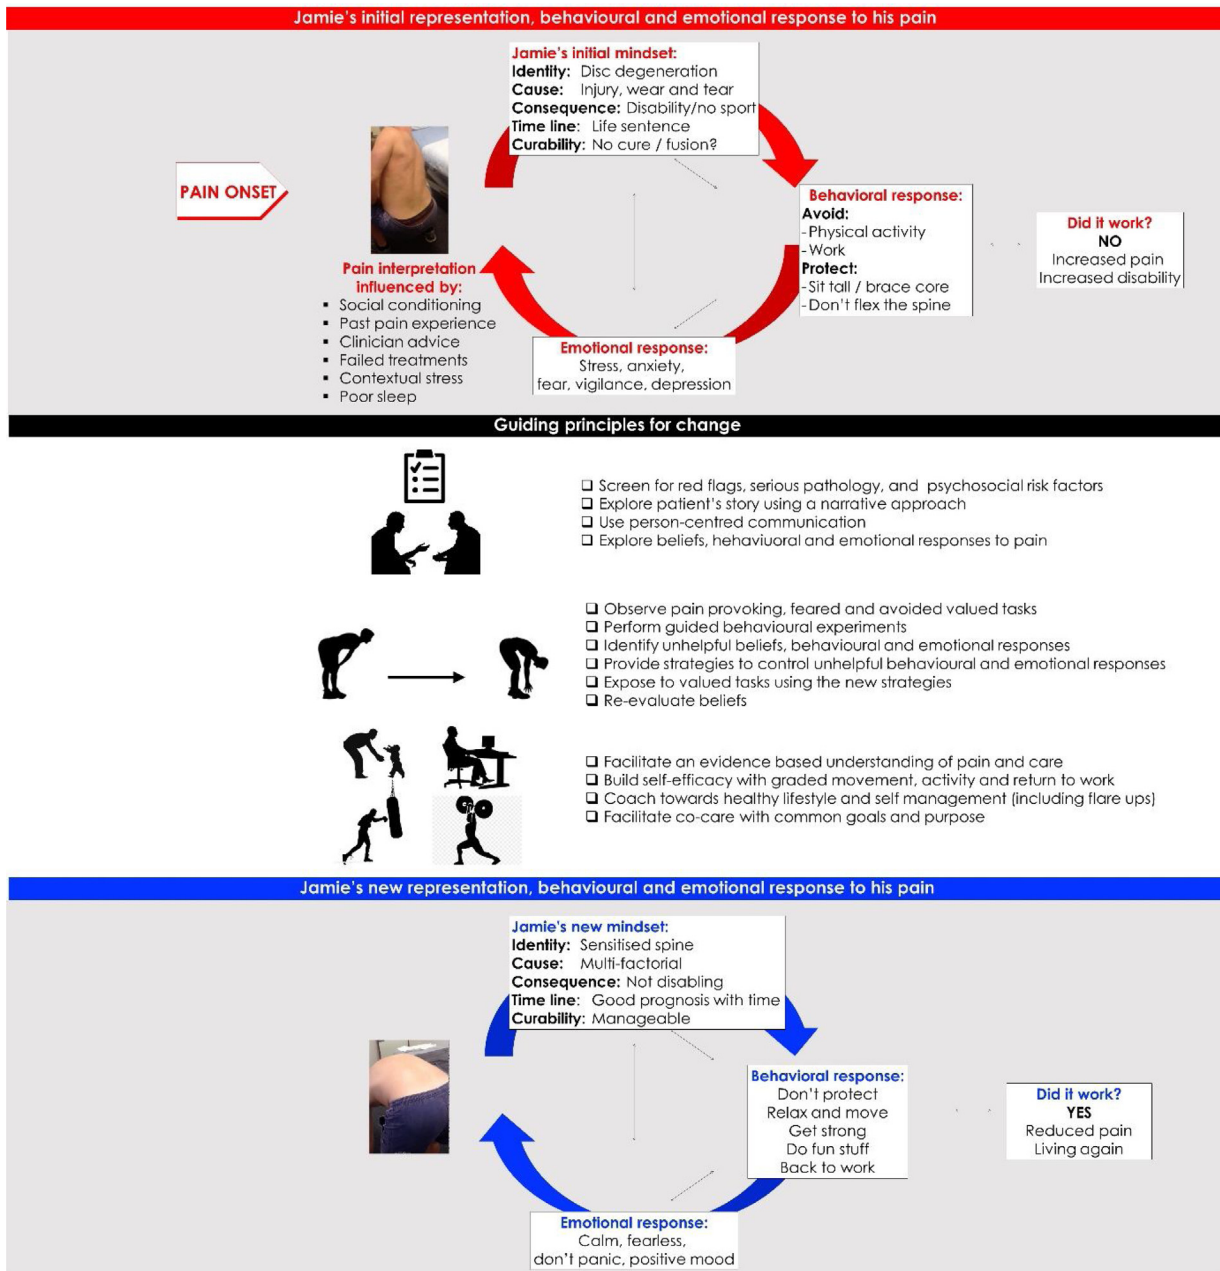 Jamie's initial representation, behavioural and emotional response to his pain
Jamie's initial mindset:
Identity: Disc degeneration
Cause: Injury, wear and tear
Consequence: Disability/no sport
Time line: Life sentence
Curability: No cure / fusion?
PAIN ONSET
Behavioral response:
Avoid:
-Physical activity
-Work
Protect:
-Sit tall / brace core
-Don't flex the spine
Did it work?
NO
Increased pain
Increased disability
Pain interpretation
influenced by:
▪ Social conditioning
▪ Past pain experience
▪ Clinician advice
▪ Failed treatments
▪ Contextual stress
▪ Poor sleep
Emotional response:
Stress, anxiety,
fear, vigilance, depression
Guiding principles for change
❑ Screen for red flags, serious pathology, and psychosocial risk factors
❑ Explore patient's story using a narrative approach
❑ Use person-centred communication
❑ Explore beliefs, hehaviuoral and emotional responses to pain
❑ Observe pain provoking, feared and avoided valued tasks
❑ Perform guided behavioural experiments
❑ Identify unhelpful beliefs, behavioural and emotional responses
❑ Provide strategies to control unhelpful behavioural and emotional responses
❑ Expose to valued tasks using the new strategies
❑ Re-evaluate beliefs
❑ Facilitate an evidence based understanding of pain and care
❑ Build self-efficacy with graded movement, activity and return to work
❑ Coach towards healthy lifestyle and self management (including flare ups)
❑ Facilitate co-care with common goals and purpose
Jamie's new representation, behavioural and emotional response to his pain
Jamie's new mindset:
Identity: Sensitised spine
Cause: Multi-factorial
Consequence: Not disabling
Time line: Good prognosis with time
Curability: Manageable
Behavioral response:
Don't protect
Relax and move
Get strong
Do fun stuff
Back to work
Did it work?
YES
Reduced pain
Living again
Emotional response:
Calm, fearless,
don't panic, positive mood